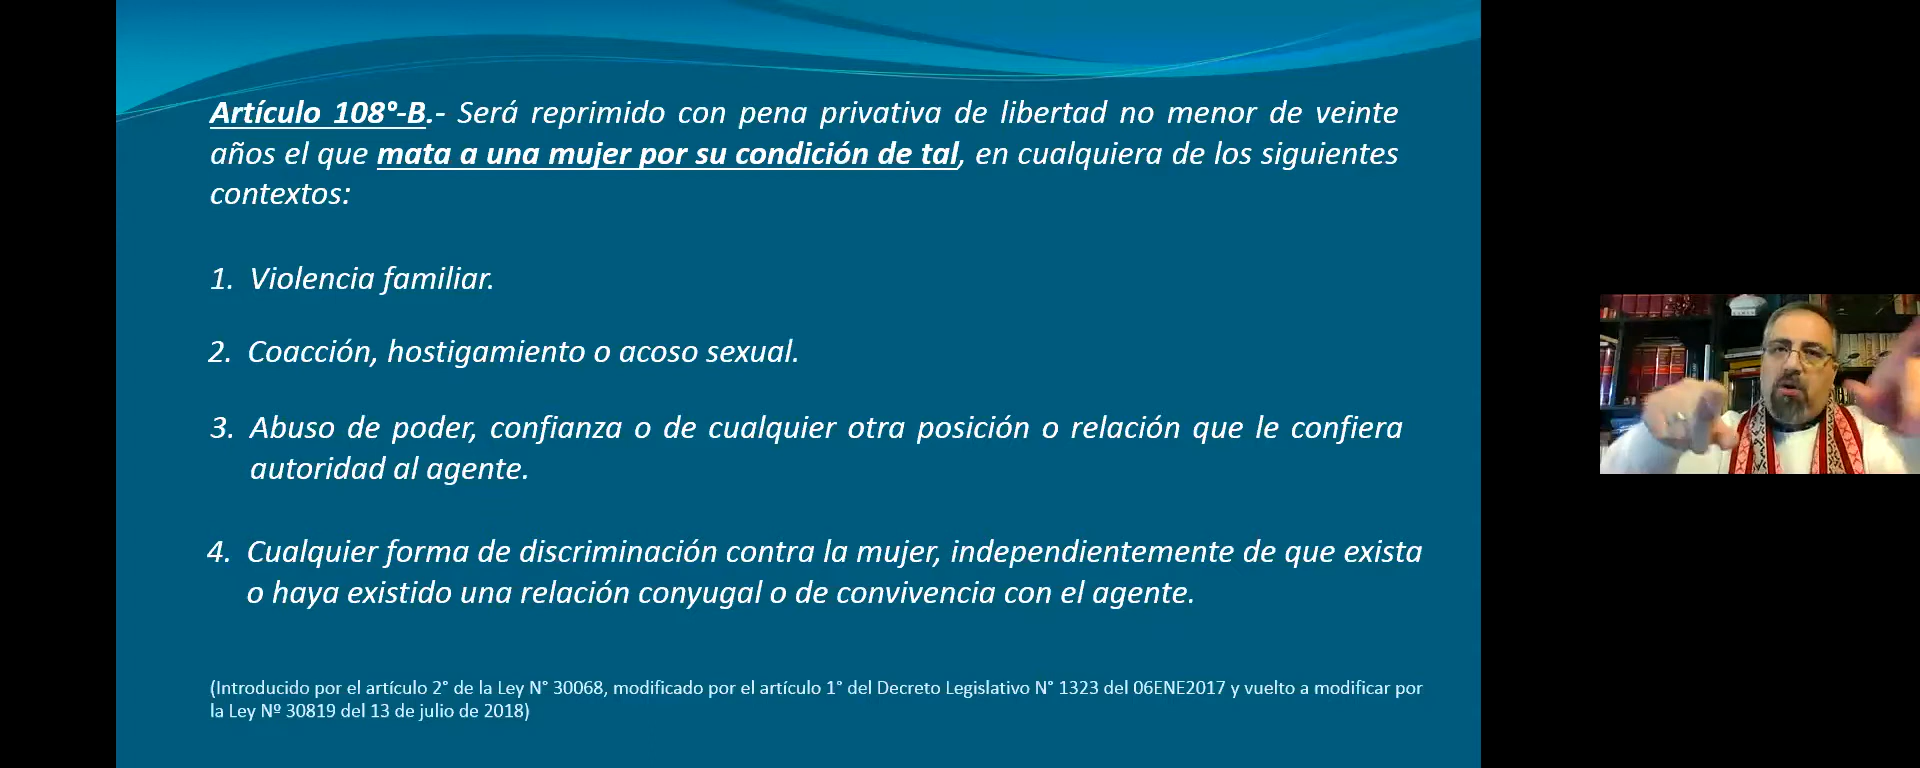 Artículo 108°-B.- Será reprimido con pena privativa de libertad no menor de veinte
años el que mata a una mujer por su condición de tal, en cualquiera de los siguientes
contextos:
1. Violencia familiar.
2. Coacción, hostigamiento o acoso sexual.
3. Abuso de poder, confianza o de cualquier otra posición o relación que le confiera
autoridad al agente.
4. Cualquier forma de discriminación contra la mujer, independientemente de que exista
o haya existido una relación conyugal o de convivencia con el agente.
(Introducido por el artículo 2° de la Ley N° 30068, modificado por el artículo 1° del Decreto Legislativo N° 1323 del 06ENE2017 y vuelto a modificar por
la Ley Nº 30819 del 13 de julio de 2018)